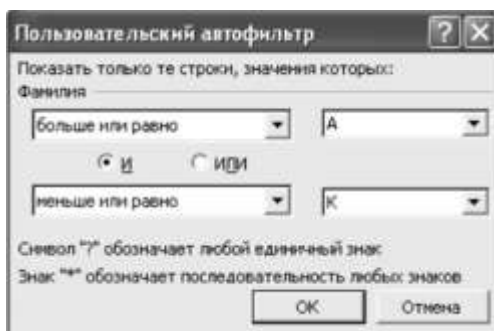 Пользовательский автофильтр
Показать только те строки, значения которых:
Фамилия
больше или равно А
И ИЛИ
меньше или равно К
Символ "?" обозначает любой единичный знак
Знак "*" обозначает последовательность любых знаков
OK Отмена